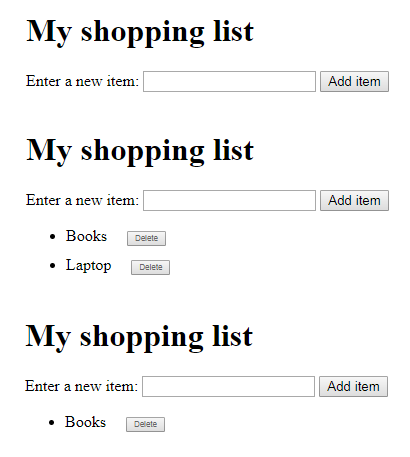 My shopping list
Enter a new item: Add item
My shopping list
Enter a new item: Add item
Books Delete
Laptop Delete
My shopping list
Enter a new item: Add item
Books Delete